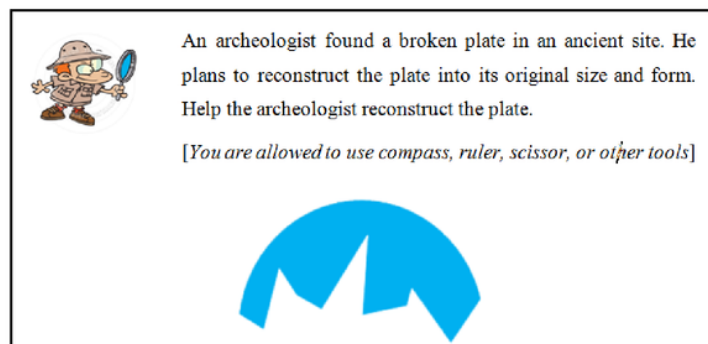 An archeologist found a broken plate in an ancient site. He
plans to reconstruct the plate into its original size and form.
Help the archeologist reconstruct the plate.
[You are allowed to use compass, ruler, scissor, or other tools]